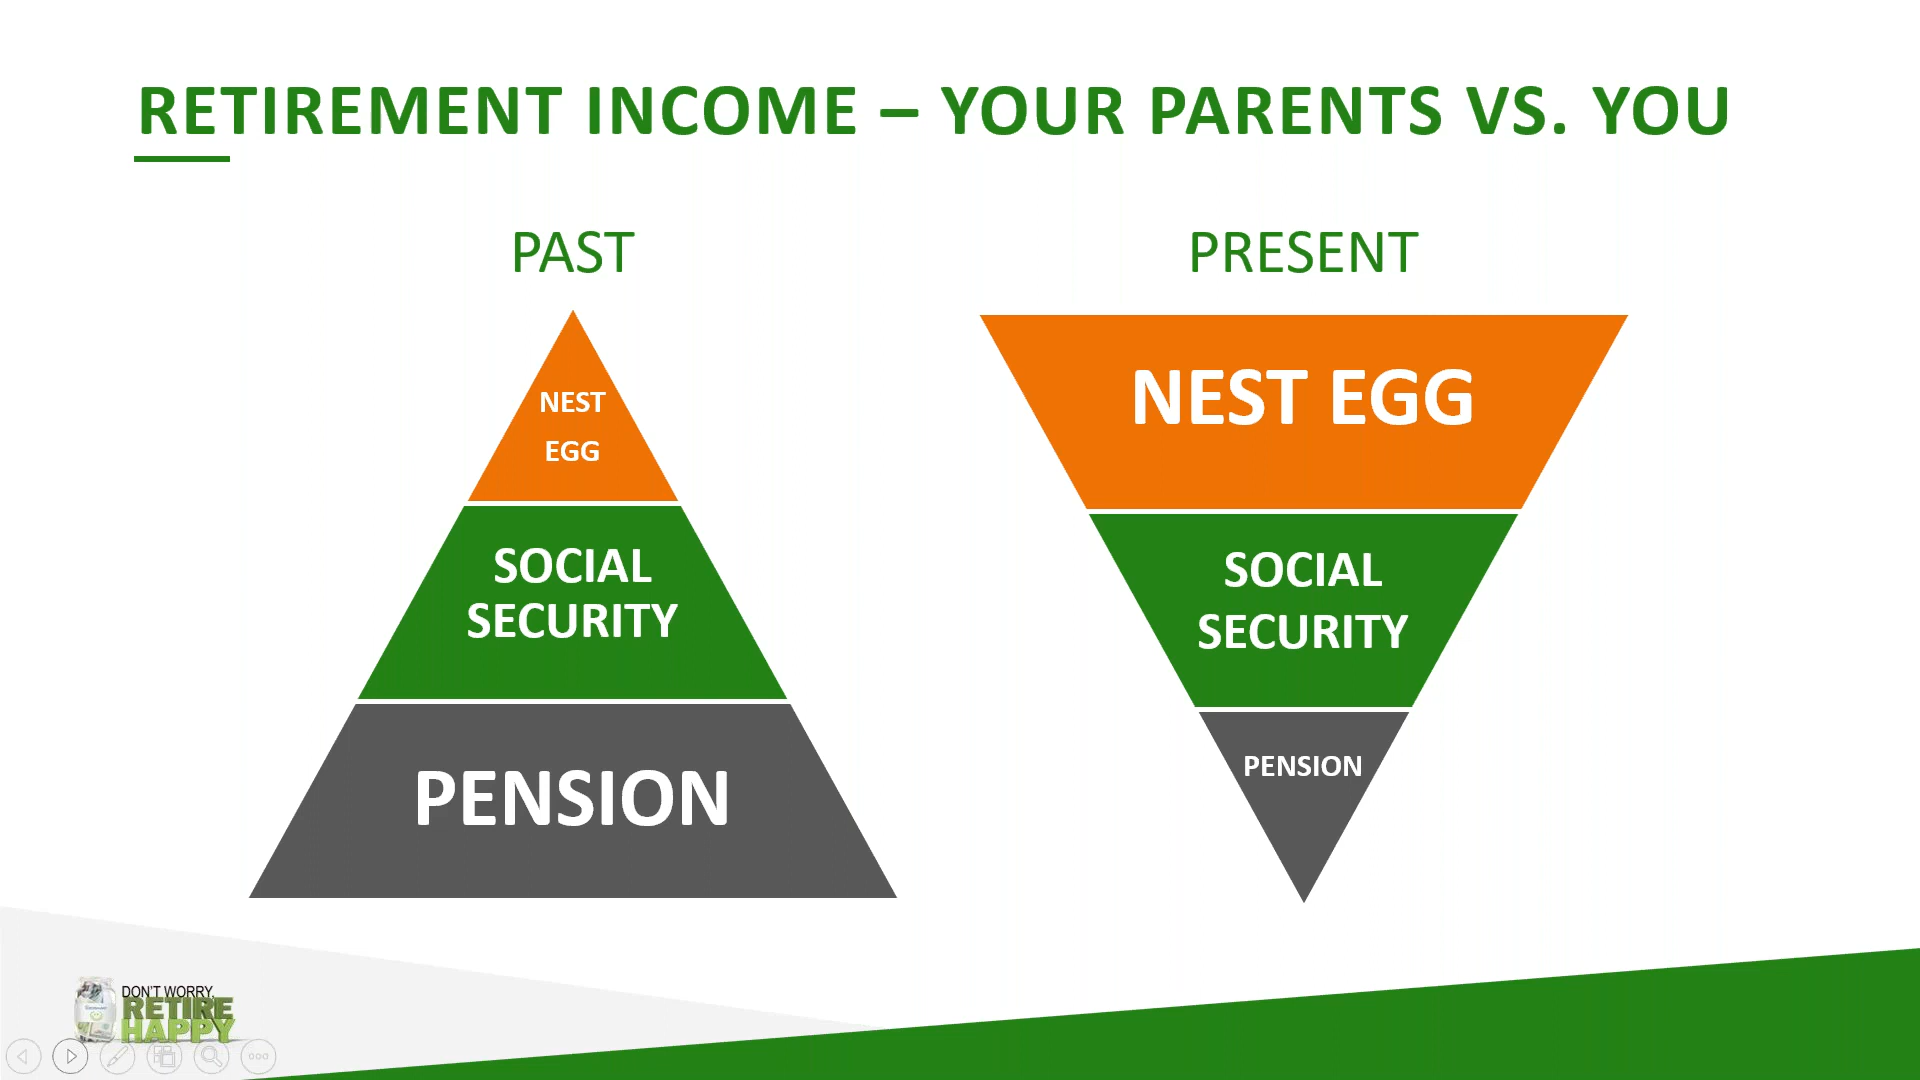 RETIREMENT INCOME – YOUR PARENTS VS. YOU
PAST
NEST
EGG
SOCIAL
SECURITY
PENSION
PRESENT
NEST EGG
SOCIAL
SECURITY
PENSION
DON'T WORRY,
RETIRE
HAPPY